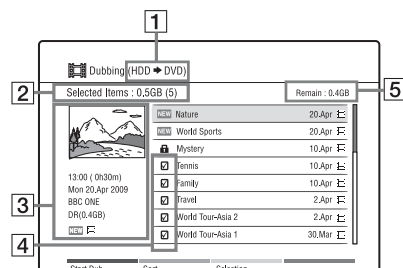 1
Dubbing (HDD ➡ DVD)
2
Selected Items : 0,5GB (5)
Remain : 0.4GB
5
NEW Nature 20.Apr
NEW World Sports 20.Apr
Mystery 10.Apr
Tennis 10.Apr
Family 10.Apr
Travel 2.Apr
World Tour-Asia 2 2.Apr
World Tour-Asia 1 30,Mar
13:00 ( 0h30m)
Mon 20.Apr 2009
BBC ONE
DR(0.4GB)
NEW
3
4
Start Dub
Sort
Selection